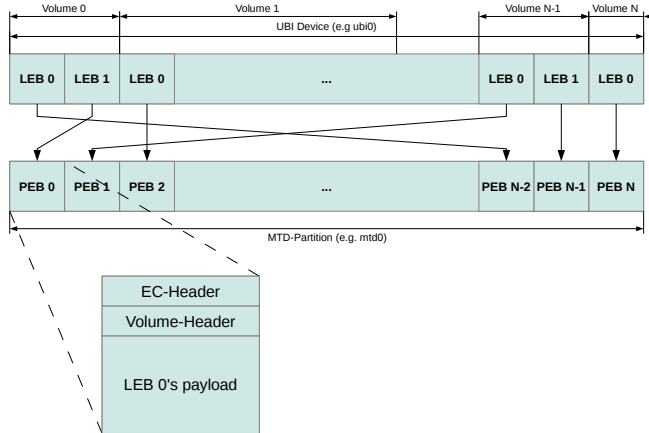 Volume 0
Volume 1
Volume N-1
Volume N
UBI Device (e.g ubi0)
LEB 0
LEB 1
LEB 0
...
LEB 0
LEB 1
LEB 0
PEB 0
PEB 1
PEB 2
...
PEB N-2
PEB N-1
PEB N
MTD-Partition (e.g. mtd0)
EC-Header
Volume-Header
LEB 0's payload